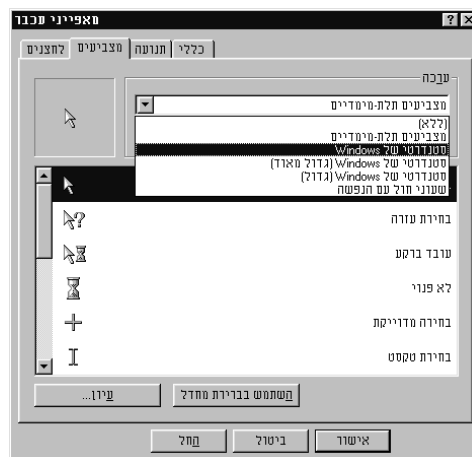 מאפייני עכבר
לחצנים מצביעים תנועה כללי
ערכה
מצביעים תלת-מימדיים
(ללא)
מצביעים תלת-מימדיים
סטנדרטי של Windows
סטנדרטי של Windows (גדול מאוד)
סטנדרטי של Windows (גדול)
שעוני חול עם הנפשה
בחירת עזרה
עובד ברקע
לא פנוי
בחירה מדוייקת
בחירת טקסט
השתמש בברירת מחדל
עיון...
אישור
ביטול
החל